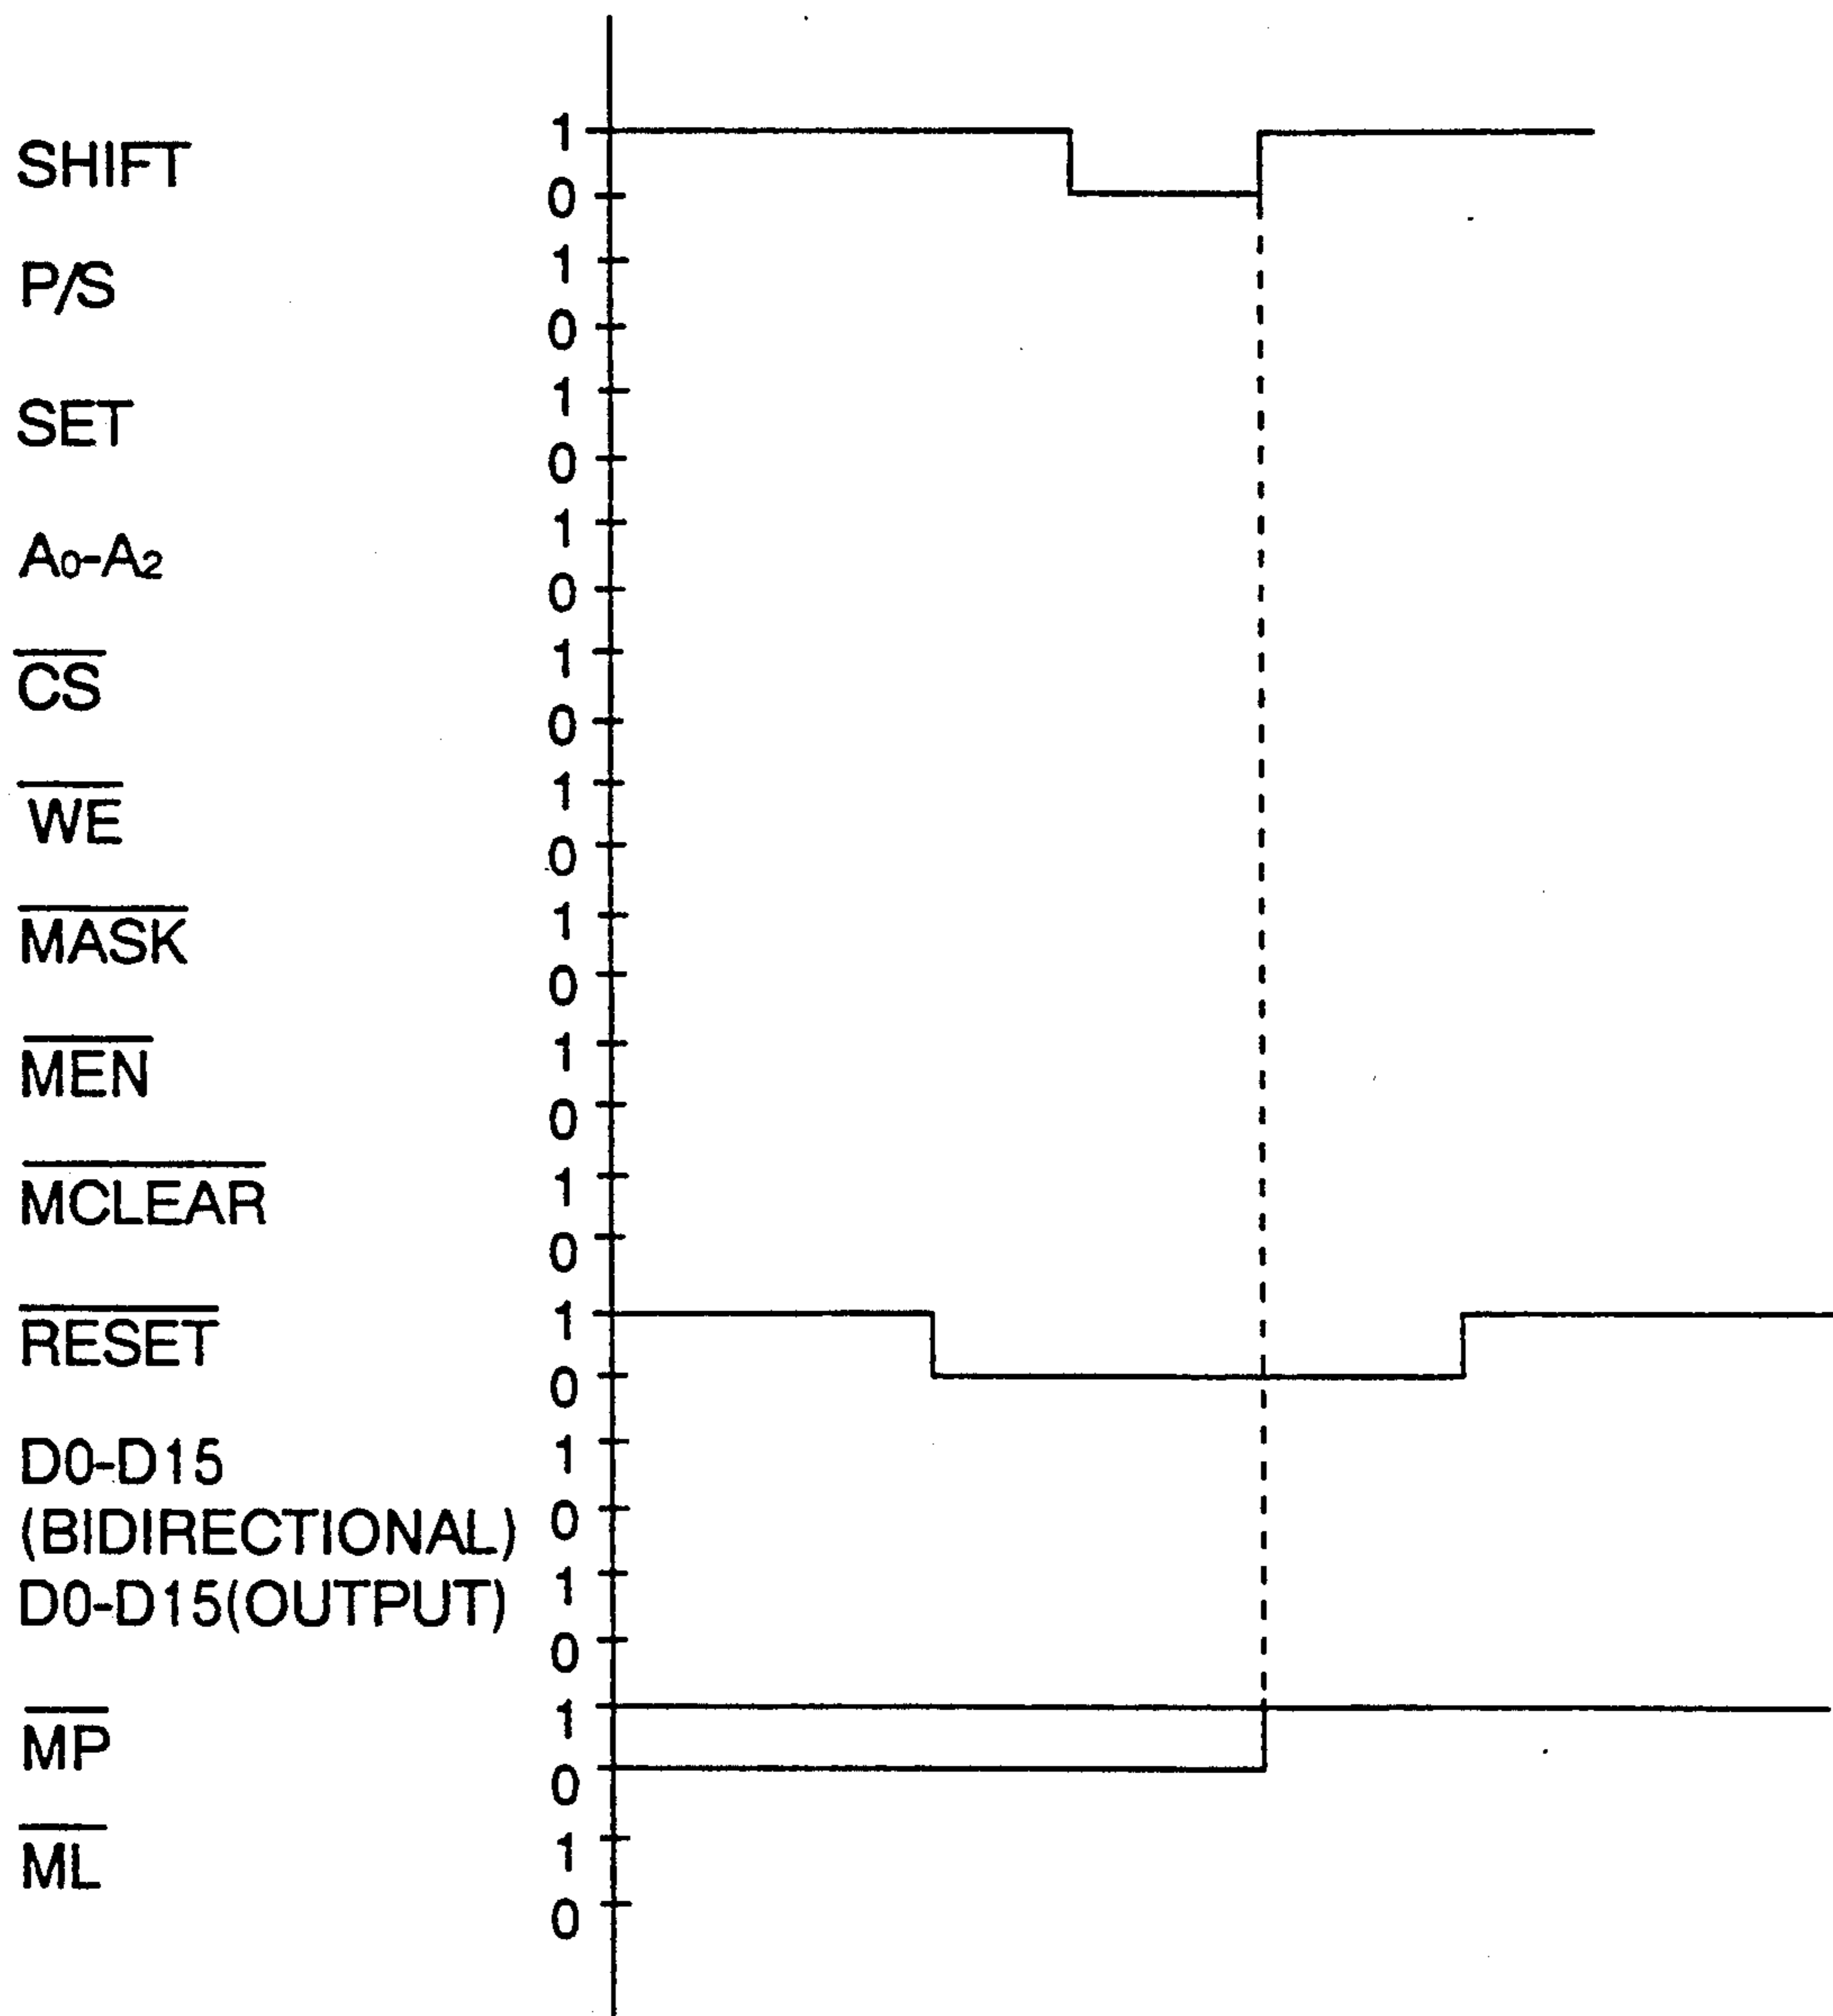 SHIFT 1
0
P/S 1
0
SET 1
0
A0-A2 1
0
CS 1
0
WE 1
0
MASK 1
0
MEN 1
0
MCLEAR 1
0
RESET 1
0
D0-D15 1
(BIDIRECTIONAL) 0
D0-D15(OUTPUT) 1
0
MP 1
0
ML 1
0